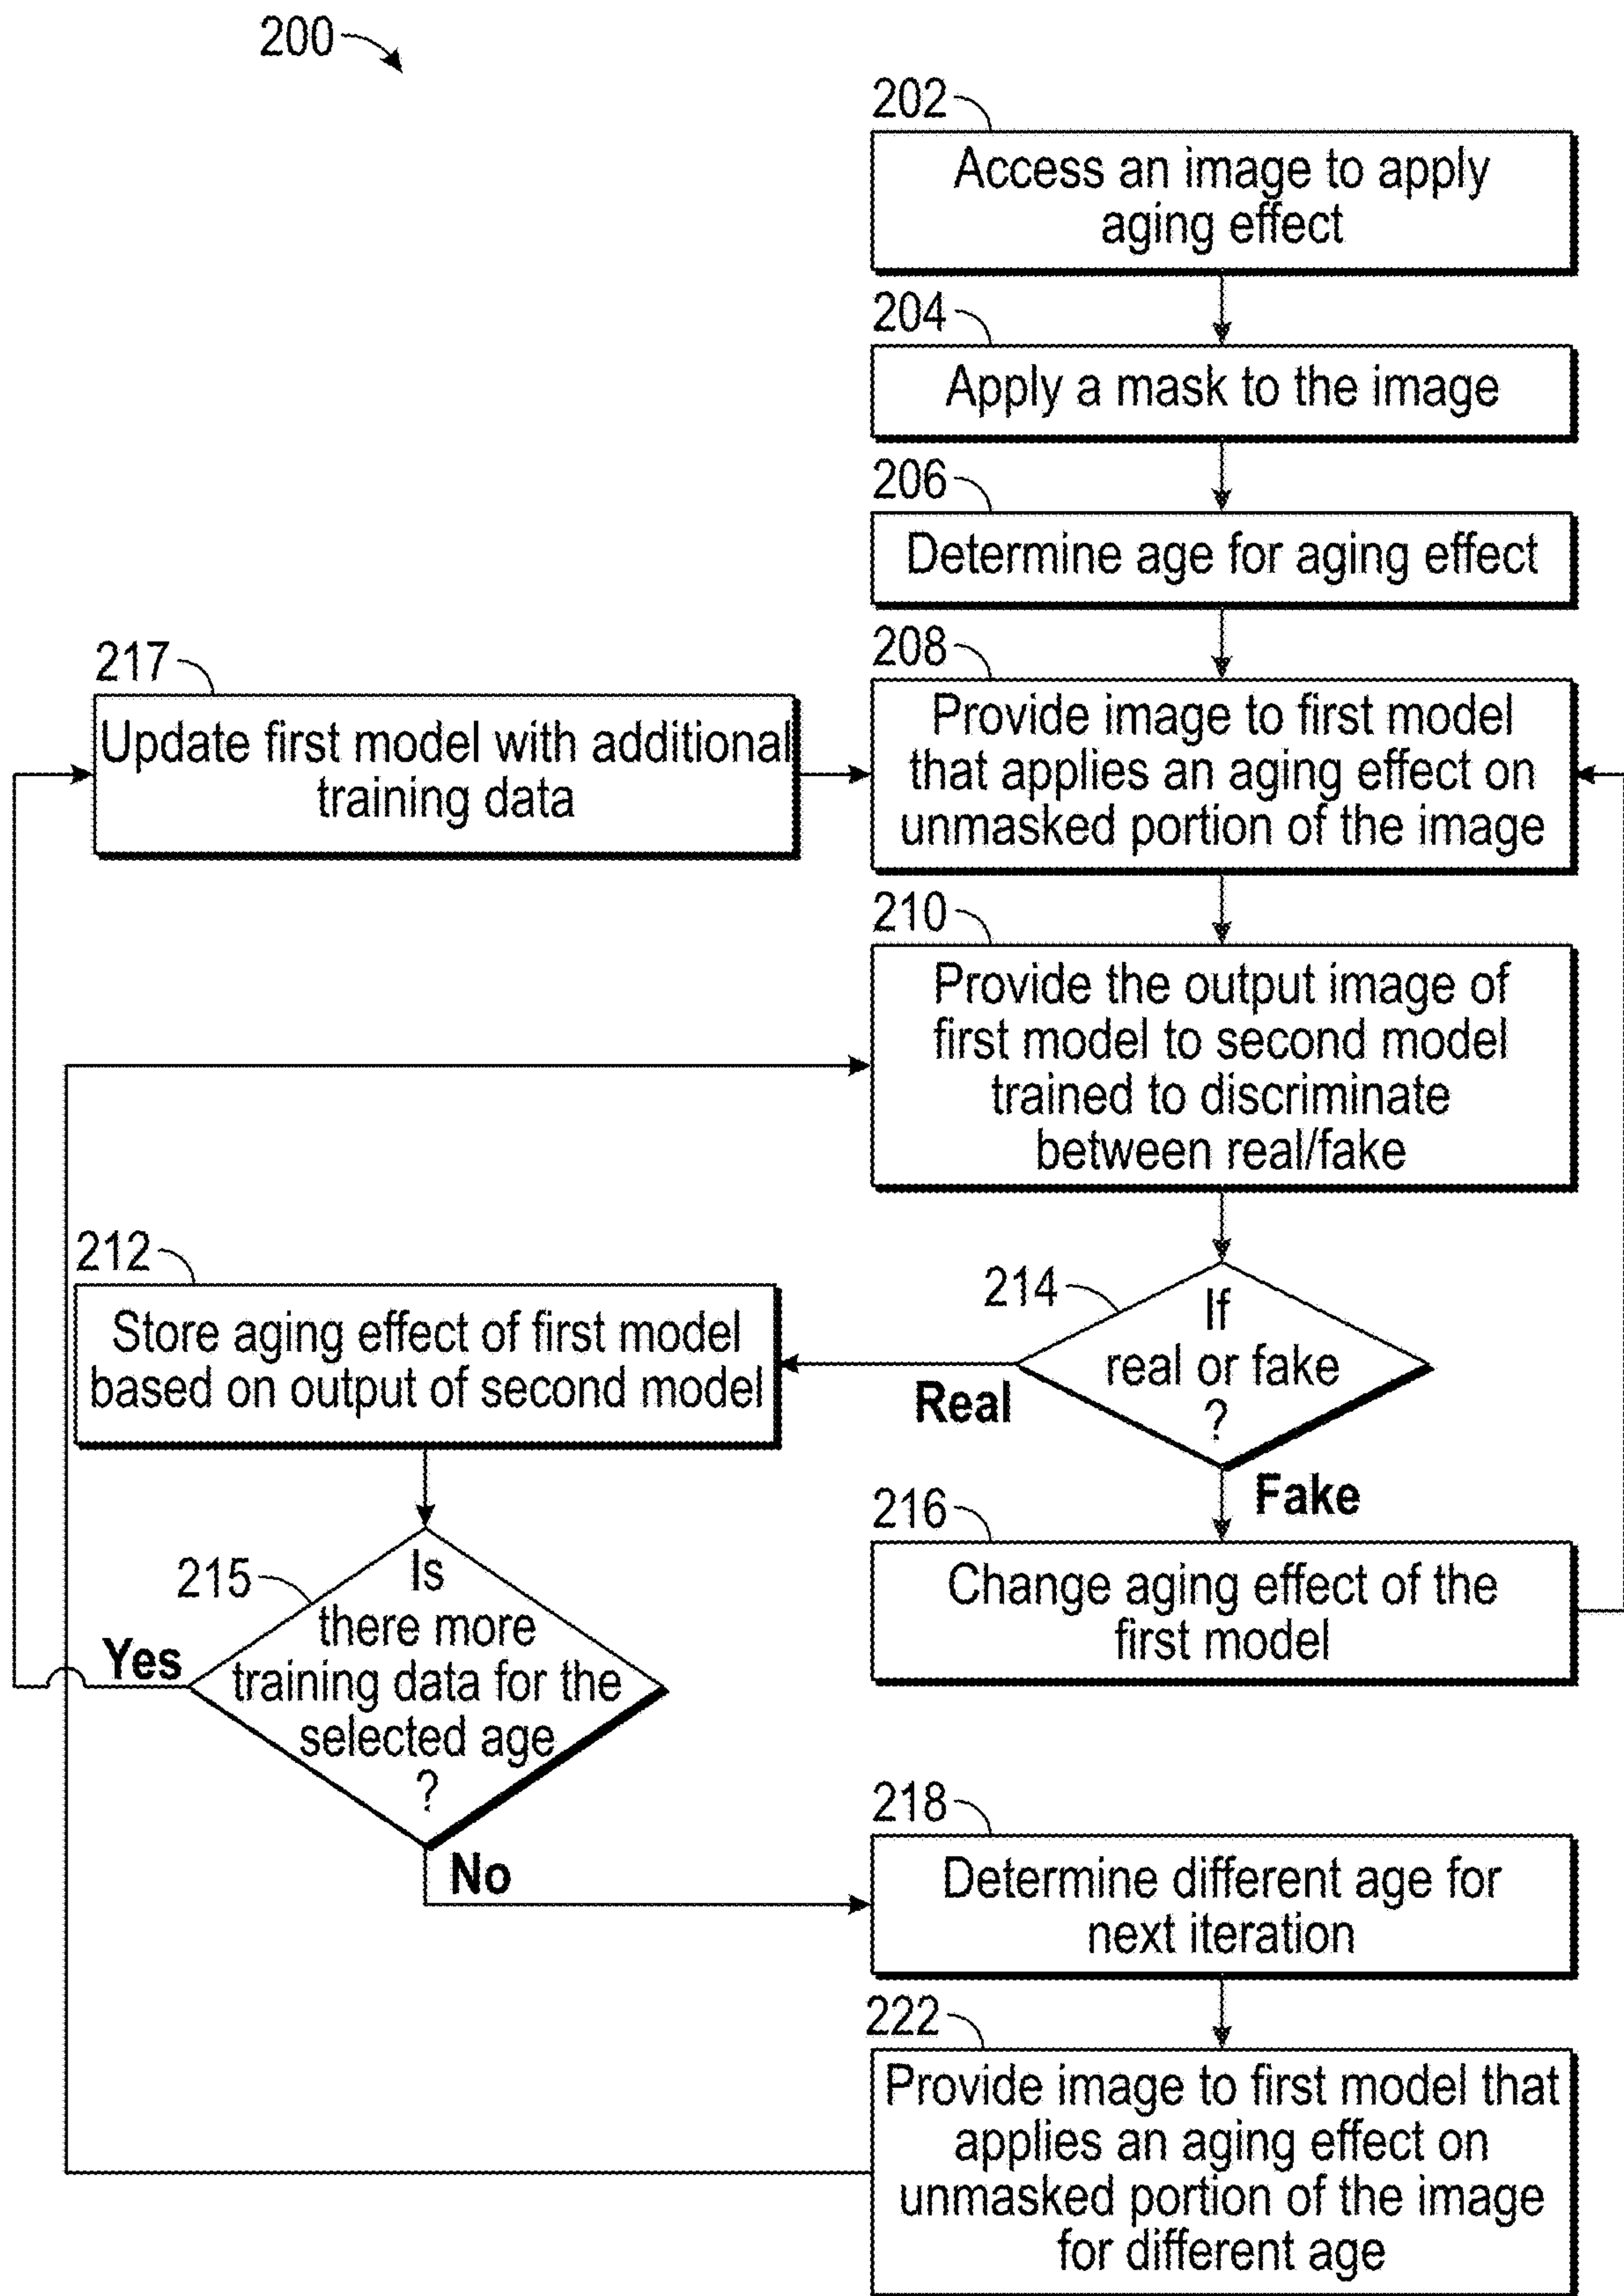 200
202
Access an image to apply
aging effect
204
Apply a mask to the image
206
Determine age for aging effect
217
Update first model with additional
training data
208
Provide image to first model
that applies an aging effect on
unmasked portion of the image
210
Provide the output image of
first model to second model
trained to discriminate
between real/fake
212
Store aging effect of first model
based on output of second model
214
If
real or fake
?
Real
Fake
216
Change aging effect of the
first model
215
Is
there more
training data for the
selected age
?
Yes
No
218
Determine different age for
next iteration
222
Provide image to first model that
applies an aging effect on
unmasked portion of the image
for different age